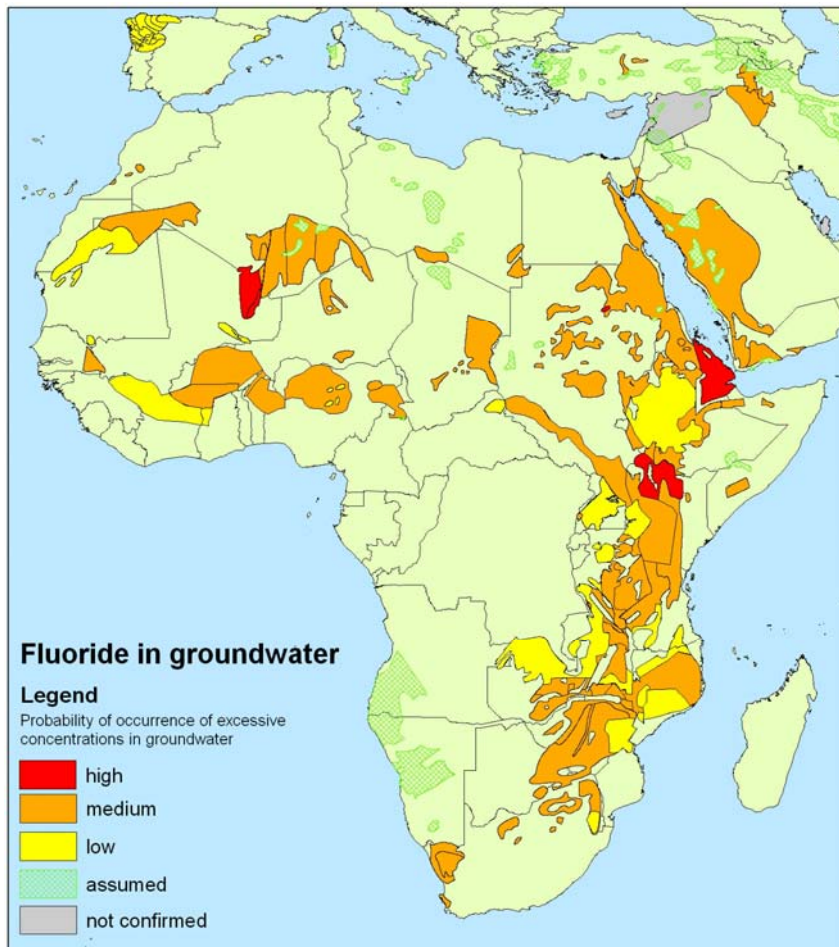 Fluoride in groundwater
Legend
Probability of occurrence of excessive
concentrations in groundwater
high
medium
low
assumed
not confirmed